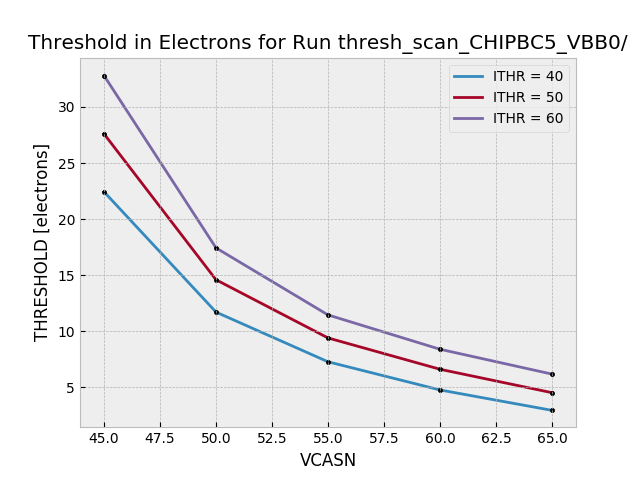 Threshold in Electrons for Run thresh_scan_CHIPBC5_VBB0/
ITHR = 40
ITHR = 50
ITHR = 60
THRESHOLD [electrons]
30
25
20
15
10
5
45.0 47.5 50.0 52.5 55.0 57.5 60.0 62.5 65.0
VCASN